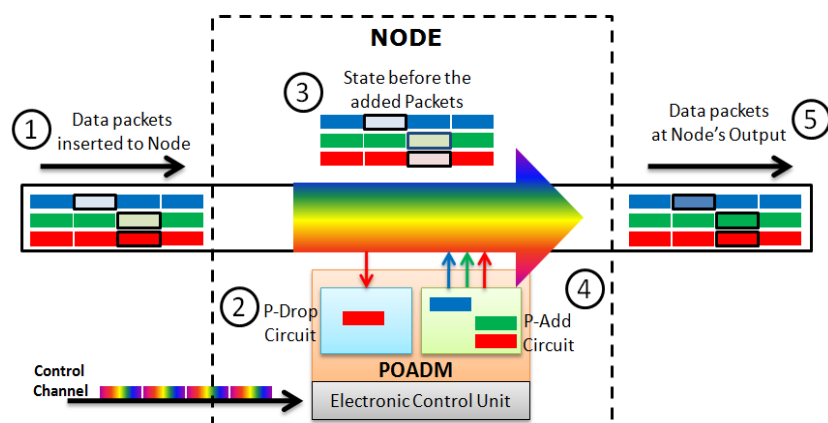 NODE
1
Data packets
inserted to Node
3
State before the
added Packets
Data packets
at Node's Output
5
2
P-Drop
Circuit
4
P-Add
Circuit
POADM
Electronic Control Unit
Control
Channel